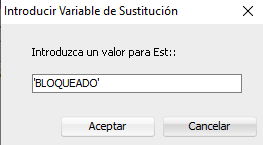 Introducir Variable de Sustitución
Introduzca un valor para Est::
'BLOQUEADO'
Aceptar
Cancelar